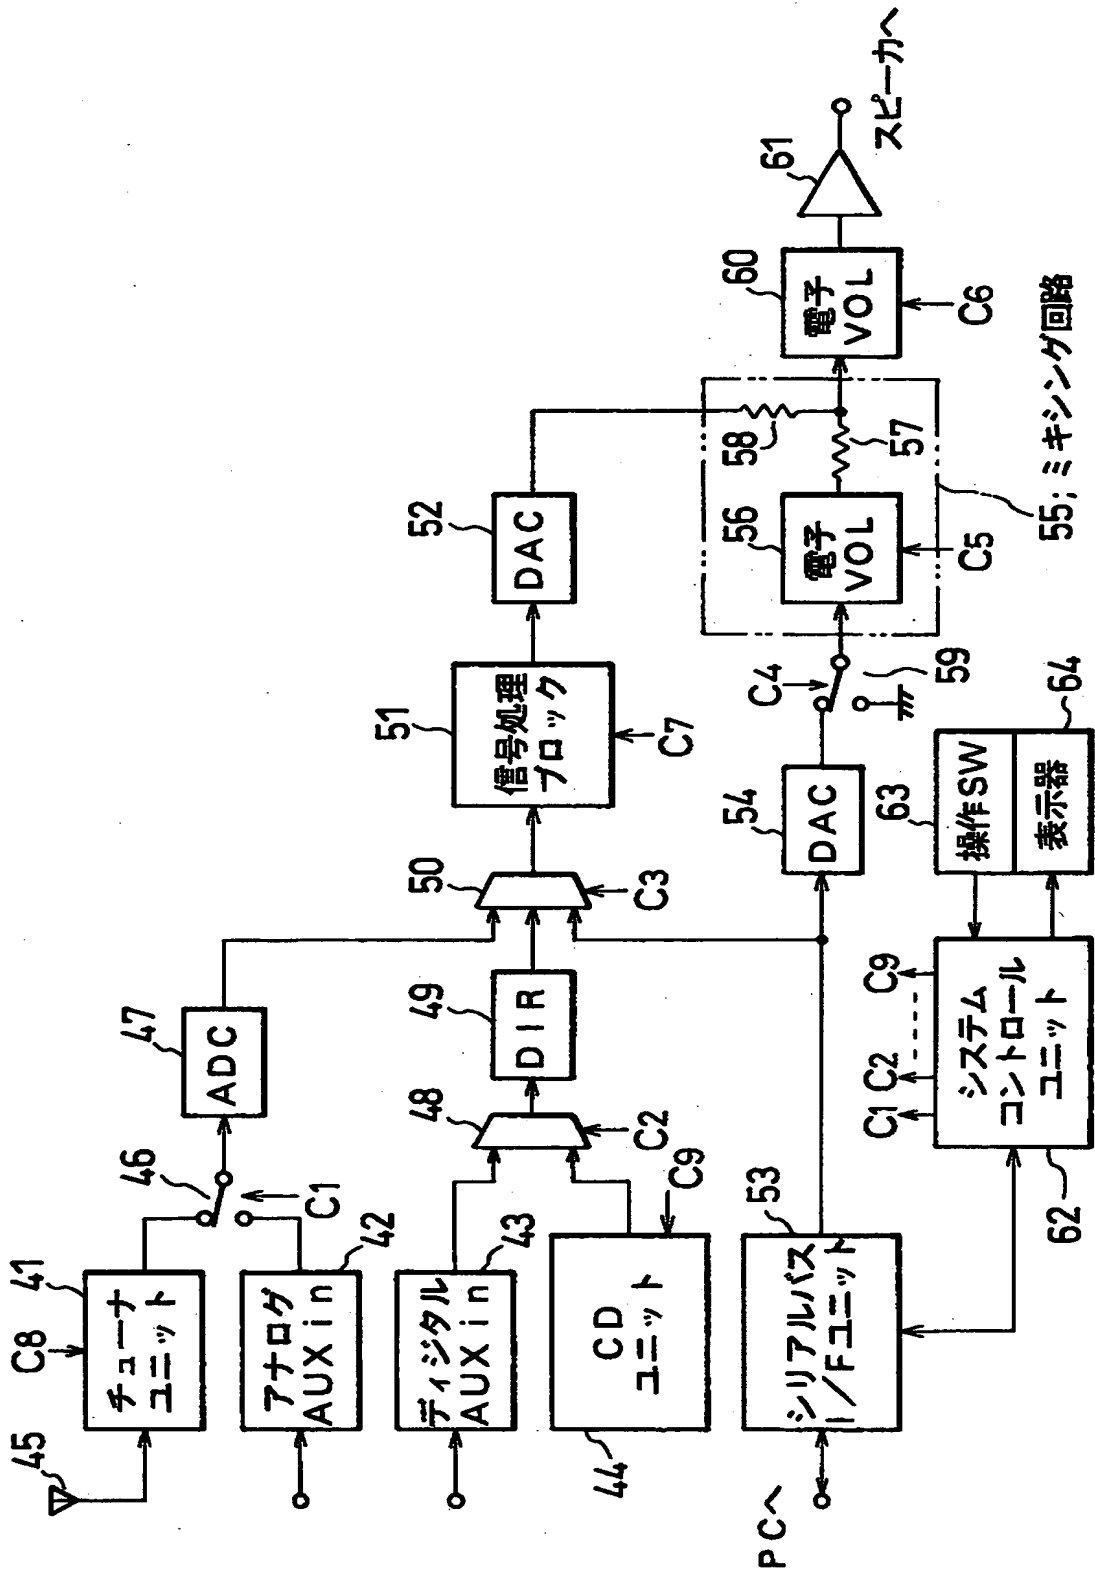 45
C8
41
チューナ
ユニット
42
アナログ
AUX in
43
ディジタル
AUX in
44
CD
ユニット
C9
PCへ
53
シリアルバス
I/Fユニット
46
C1
47
ADC
48
C2
49
DIR
50
C3
51
信号処理
ブロック
C7
52
DAC
54
DAC
C4
59
56
電子
VOL
C5
57
58
55;ミキシング回路
60
電子
VOL
C6
61
スピーカへ
62
システム
コントロール
ユニット
C1 C2 C9
63
操作SW
64
表示器